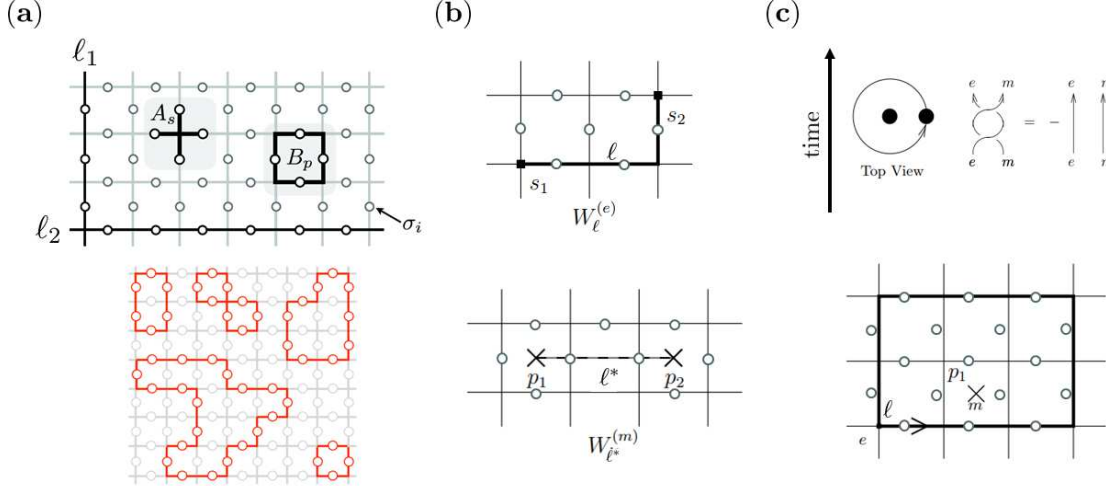 (a)
ℓ₁
A_s
B_p
ℓ₂
σ_i
(b)
s₂
ℓ
s₁
W_ℓ^(e)
p₁
ℓ*
p₂
W_ℓ*^(m)
(c)
time
Top View
e m e
= −
e m e
p₁
m
ℓ
e